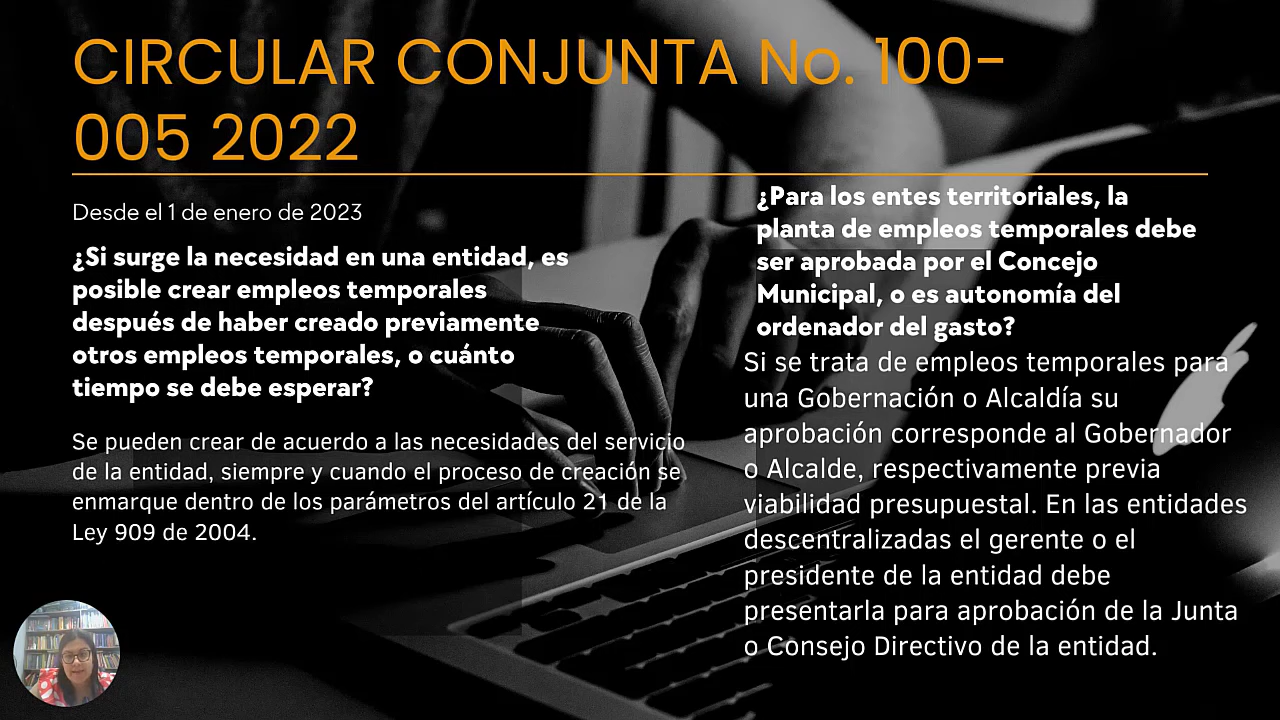 CIRCULAR CONJUNTA No. 100-
005 2022
Desde el 1 de enero de 2023
¿Si surge la necesidad en una entidad, es
posible crear empleos temporales
después de haber creado previamente
otros empleos temporales, o cuánto
tiempo se debe esperar?
Se pueden crear de acuerdo a las necesidades del servicio
de la entidad, siempre y cuando el proceso de creación se
enmarque dentro de los parámetros del artículo 21 de la
Ley 909 de 2004.
¿Para los entes territoriales, la
planta de empleos temporales debe
ser aprobada por el Concejo
Municipal, o es autonomía del
ordenador del gasto?
Si se trata de empleos temporales para
una Gobernación o Alcaldía su
aprobación corresponde al Gobernador
o Alcalde, respectivamente previa
viabilidad presupuestal. En las entidades
descentralizadas el gerente o el
presidente de la entidad debe
presentarla para aprobación de la Junta
o Consejo Directivo de la entidad.